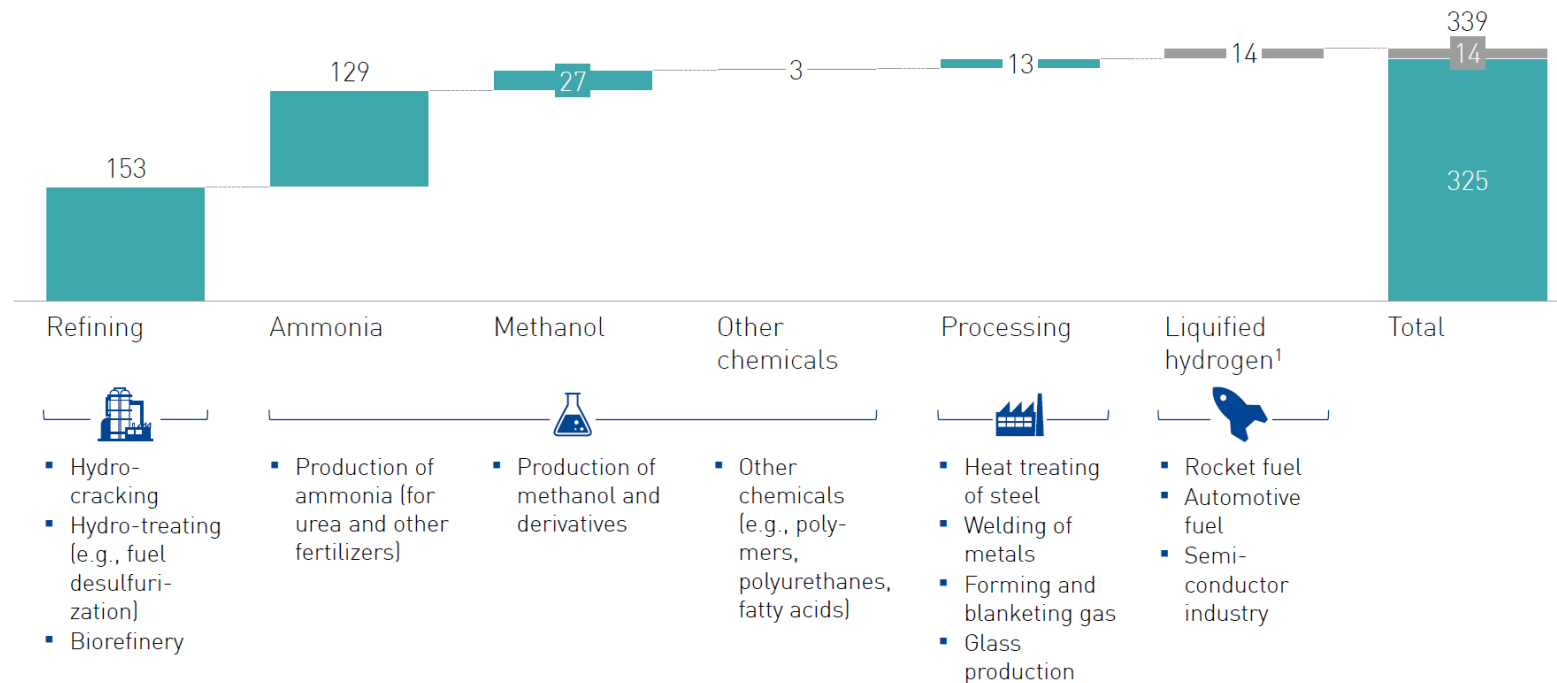 153
129
27
3
13
14
339
14
325
Refining
Ammonia
Methanol
Other
chemicals
Processing
Liquified
hydrogen¹
Total
▪ Hydro-
cracking
▪ Hydro-treating
(e.g., fuel
desulfuri-
zation)
▪ Biorefinery
▪ Production of
ammonia (for
urea and other
fertilizers)
▪ Production of
methanol and
derivatives
▪ Other
chemicals
(e.g., poly-
mers,
polyurethanes,
fatty acids)
▪ Heat treating
of steel
▪ Welding of
metals
▪ Forming and
blanketing gas
▪ Glass
production
▪ Rocket fuel
▪ Automotive
fuel
▪ Semi-
conductor
industry